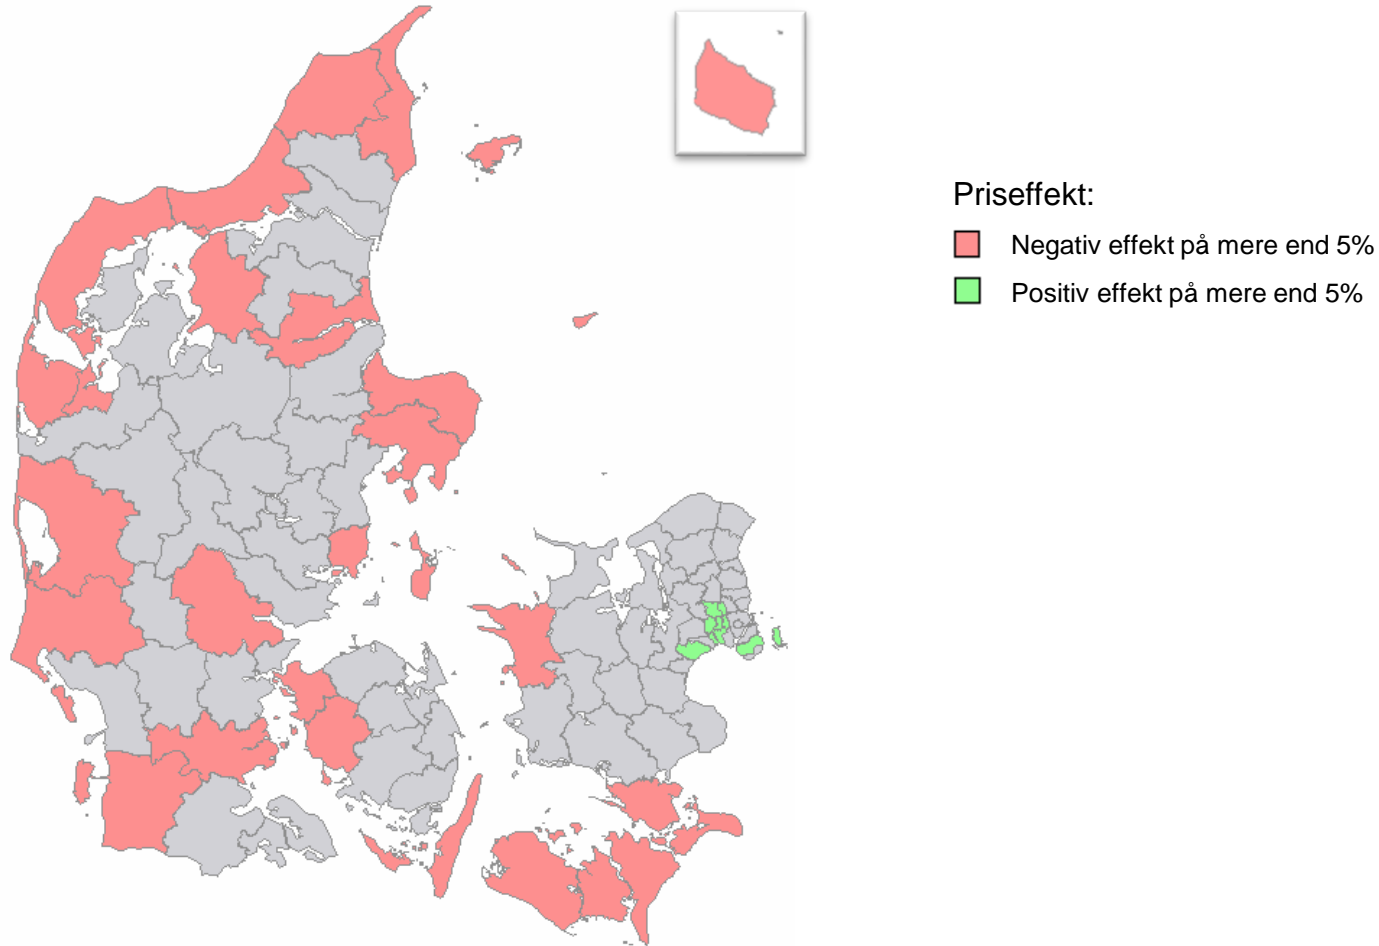 Priseffekt:
Negativ effekt på mere end 5%
Positiv effekt på mere end 5%